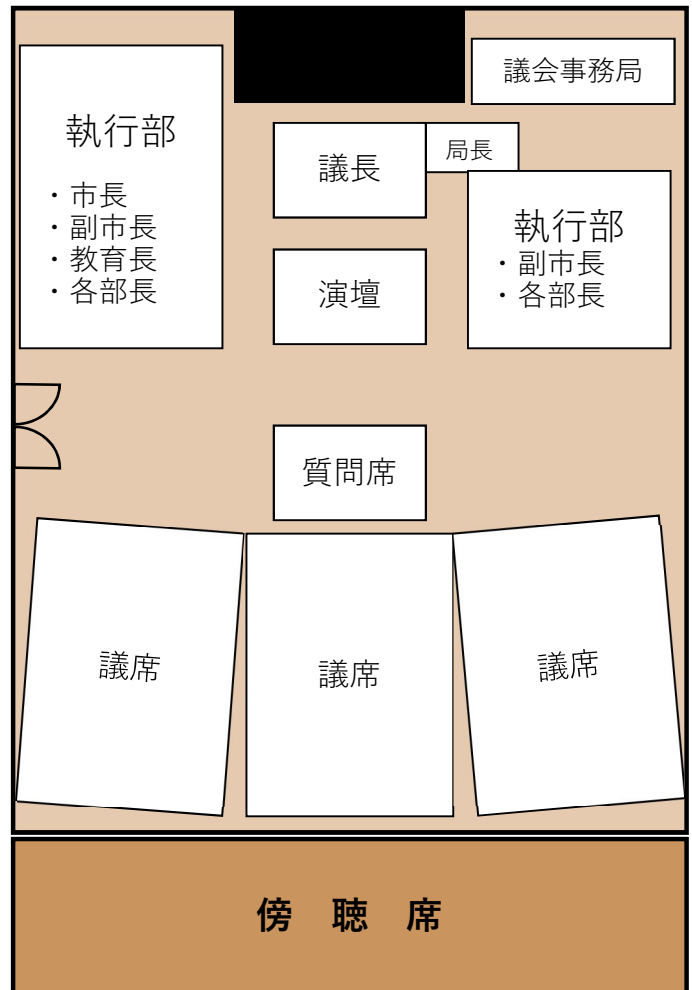 議会事務局
執行部
・市長
・副市長
・教育長
・各部長
議長
局長
執行部
・副市長
・各部長
演壇
質問席
議席
議席
議席
傍 聴 席